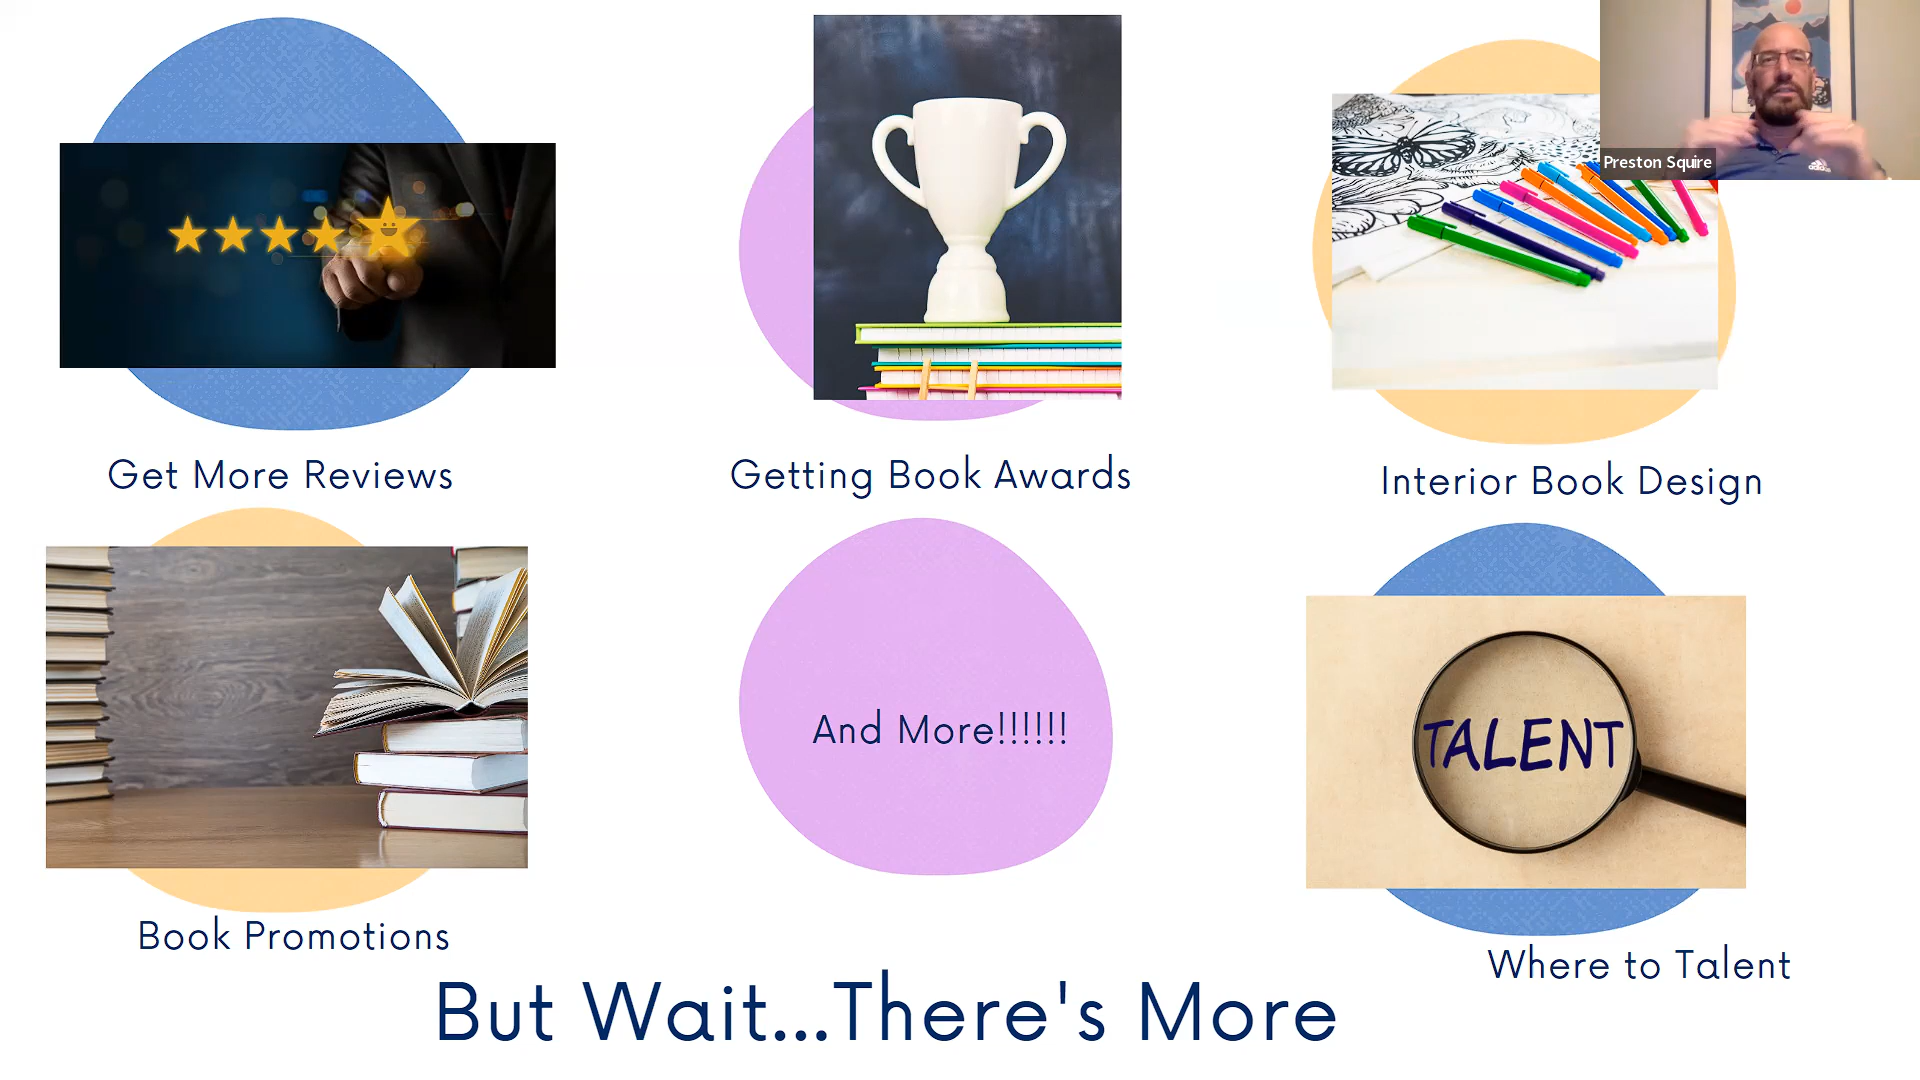 Preston Squire
Get More Reviews
Getting Book Awards
Interior Book Design
And More!!!!!!
TALENT
Book Promotions
Where to Talent
But Wait...There's More